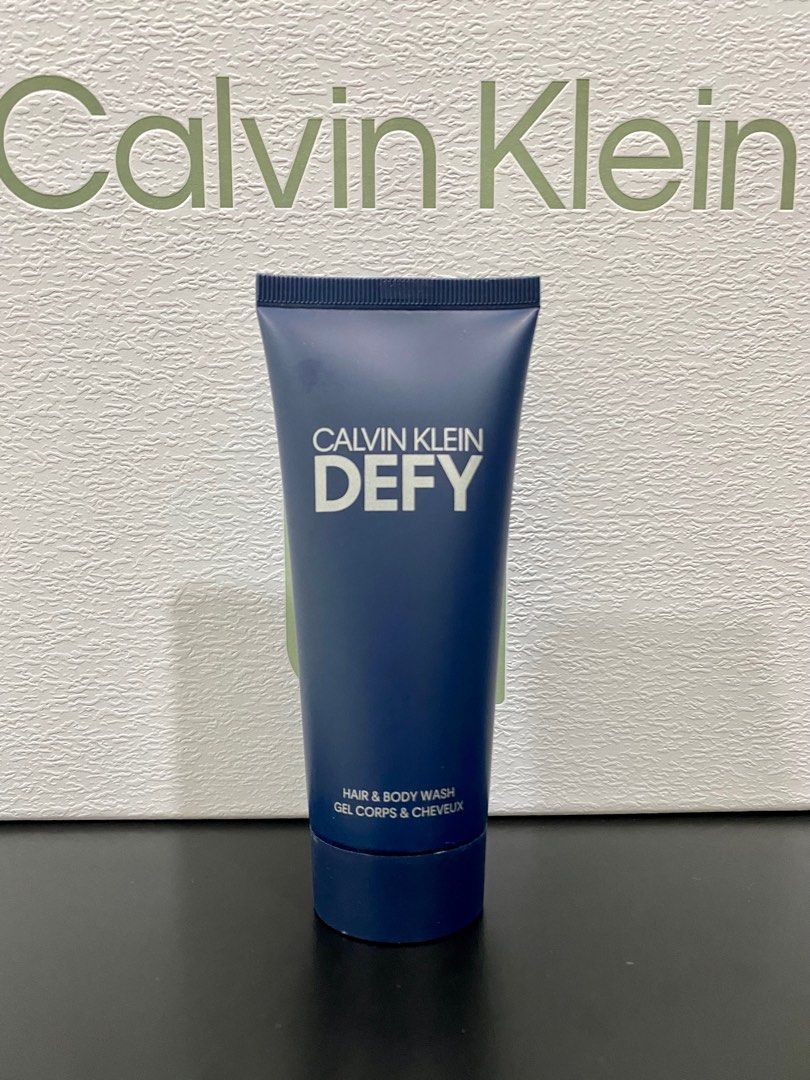 Calvin Klein
CALVIN KLEIN
DEFY
HAIR & BODY WASH
GEL CORPS & CHEVEUX